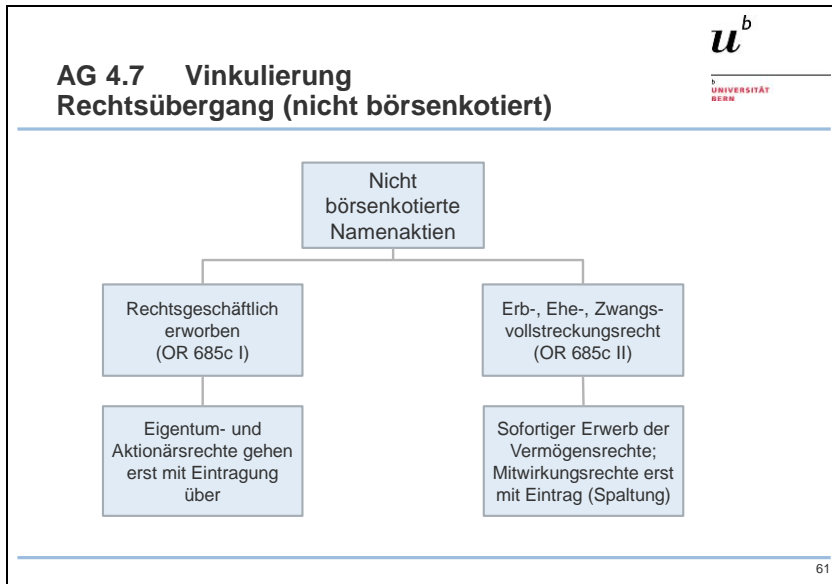 u^b
b
UNIVERSITÄT
BERN
AG 4.7 Vinkulierung
Rechtsübergang (nicht börsenkotiert)
Nicht
börsenkotierte
Namenaktien
Rechtsgeschäftlich
erworben
(OR 685c I)
Erb-, Ehe-, Zwangs-
vollstreckungsrecht
(OR 685c II)
Eigentum- und
Aktionärsrechte gehen
erst mit Eintragung
über
Sofortiger Erwerb der
Vermögensrechte;
Mitwirkungsrechte erst
mit Eintrag (Spaltung)
61